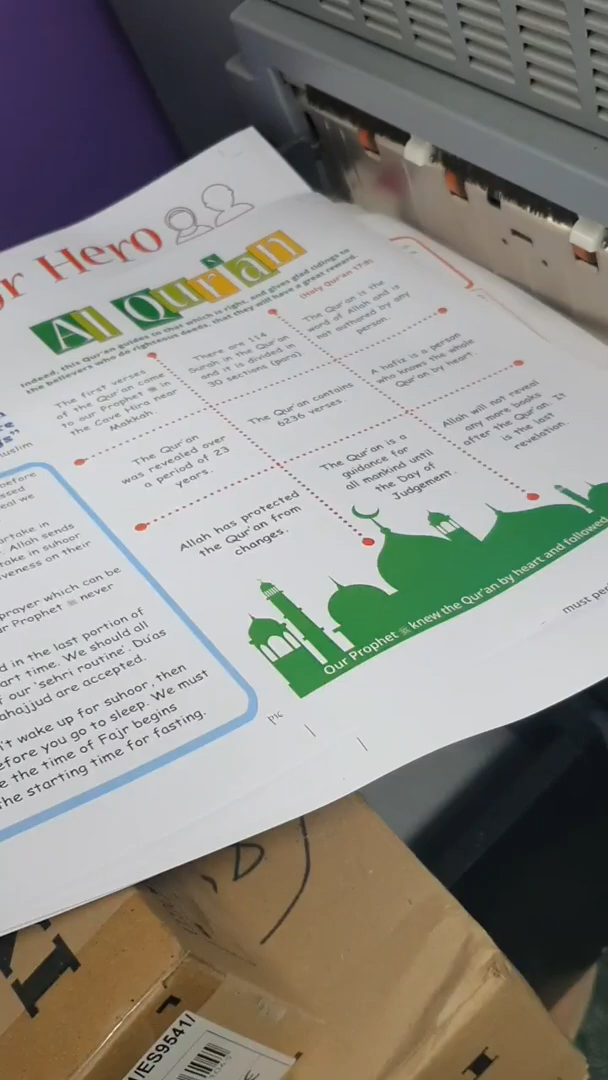 or Hero
Al Qur'an
Indeed, this Qur'an guides to that which is right, and gives glad tidings to
the believers who do righteous deeds, that they will have a great reward.
(Holy Qur'an 17:9)
The first verses
of the Qur'an came
to our Prophet ﷺ in
the Cave Hira near
Makkah.
There are 114
Surah in the Qur'an
and it is divided in
30 sections (para)
The Qur'an is the
word of Allah and is
not authored by any
person.
The Qur'an
was revealed over
a period of 23
years.
The Qur'an contains
6236 verses.
A hafiz is a person
who knows the whole
Qur'an by heart.
Allah has protected
the Qur'an from
changes.
The Qur'an is a
guidance for
all mankind until
the Day of
Judgement.
Allah will not reveal
any more books
after the Qur'an. It
is the last
revelation.
Our Prophet ﷺ knew the Qur'an by heart and followed
must
uslim
before
eal we
artake in
Allah sends
take in suhoor
veness on their
prayer which can be
ur Prophet ﷺ never
d in the last portion of
art time. We should all
f our 'sehri routine'. Du'as
ahajjud are accepted.
't wake up for suhoor, then
efore you go to sleep. We must
e the time of Fajr begins
the starting time for fasting.
/ES9541/